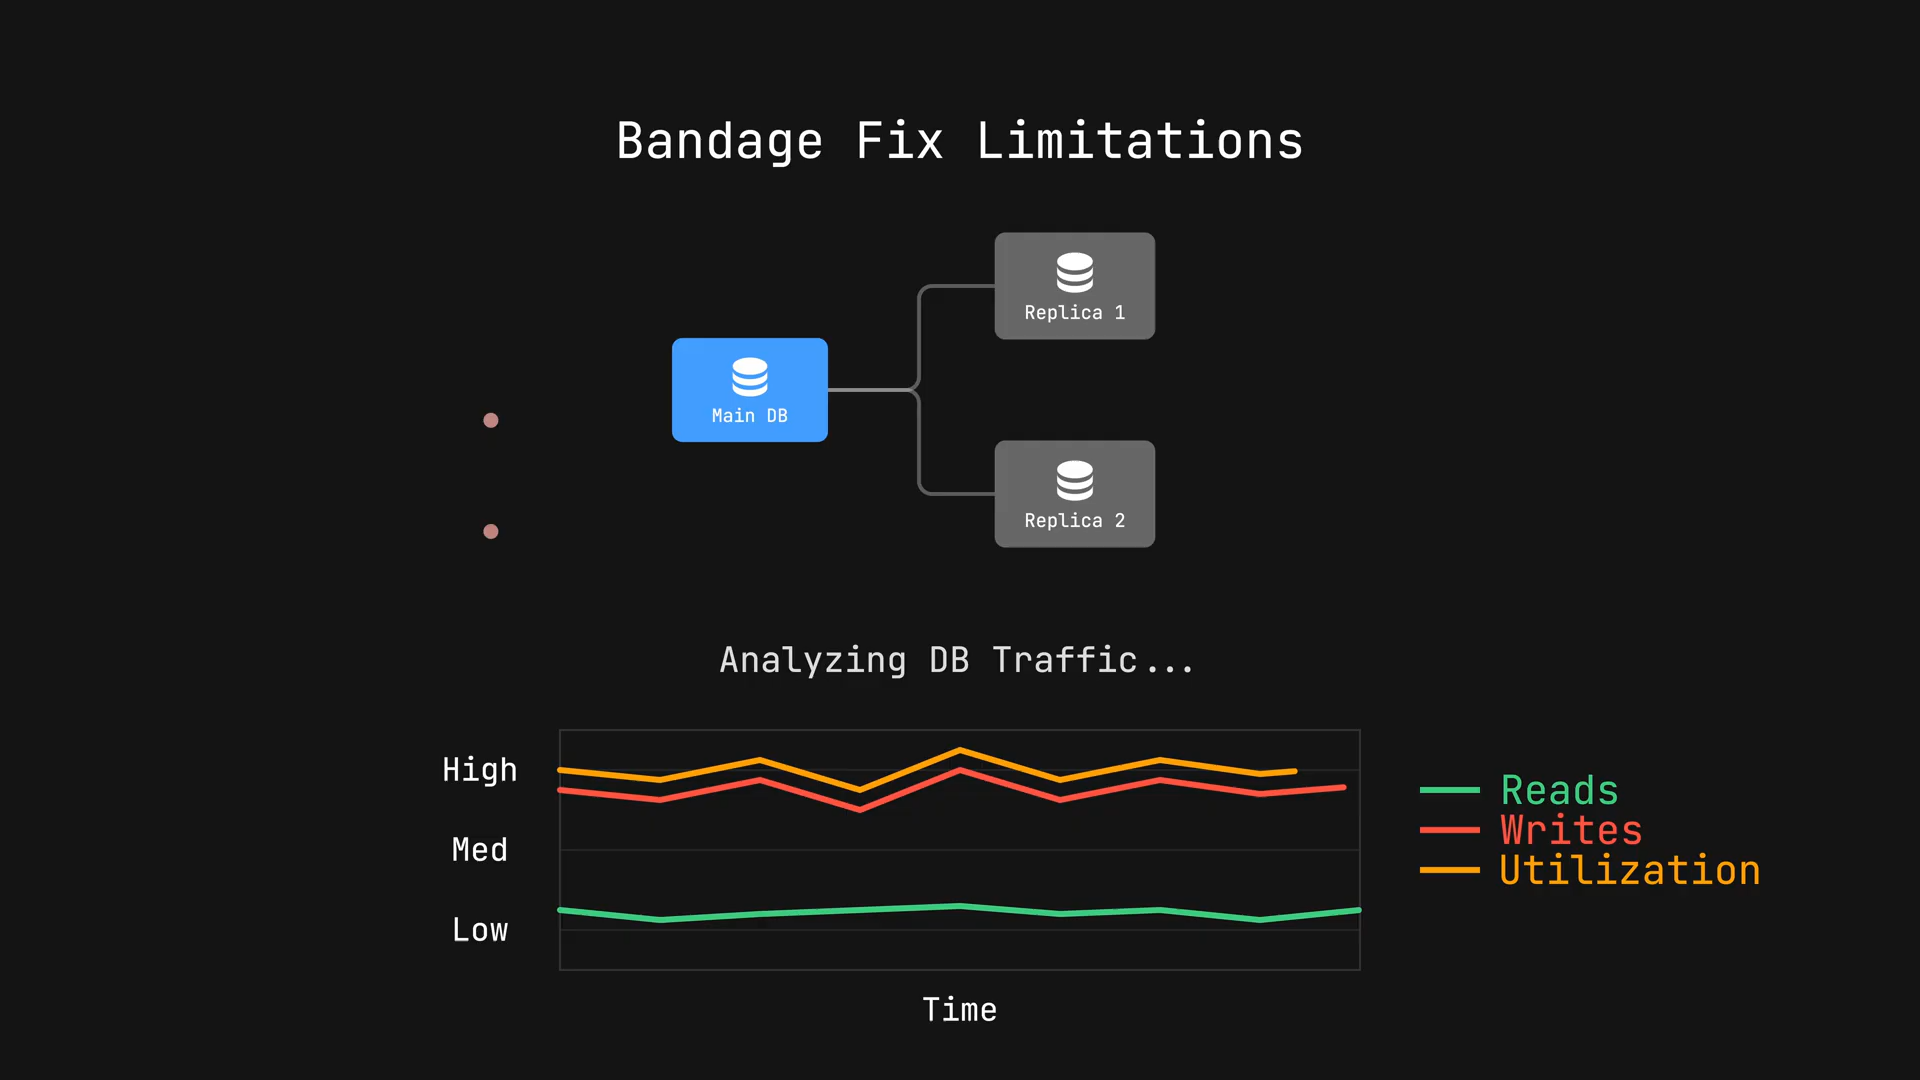 Bandage Fix Limitations
Replica 1
Main DB
Replica 2
Analyzing DB Traffic...
High
Med
Low
Time
Reads
Writes
Utilization